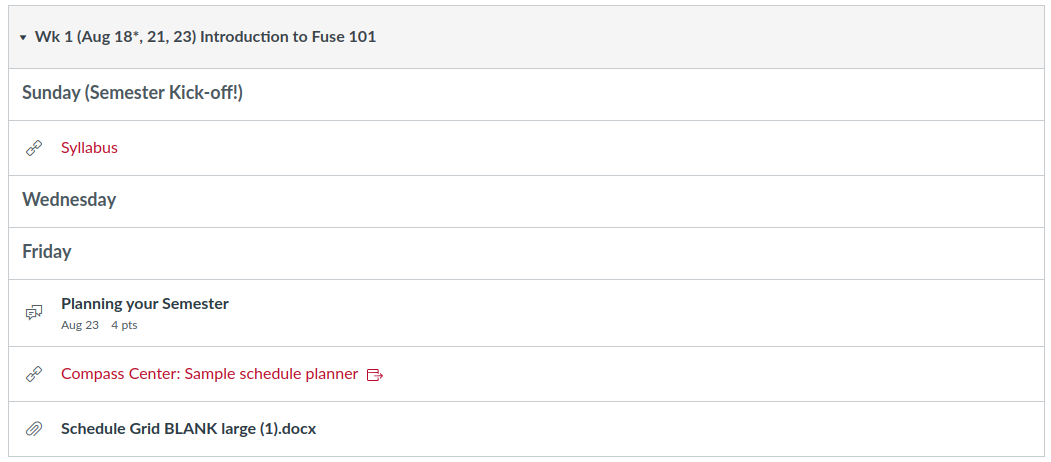 Wk 1 (Aug 18*, 21, 23) Introduction to Fuse 101
Sunday (Semester Kick-off!)
Syllabus
Wednesday
Friday
Planning your Semester
Aug 23 4 pts
Compass Center: Sample schedule planner
Schedule Grid BLANK large (1).docx